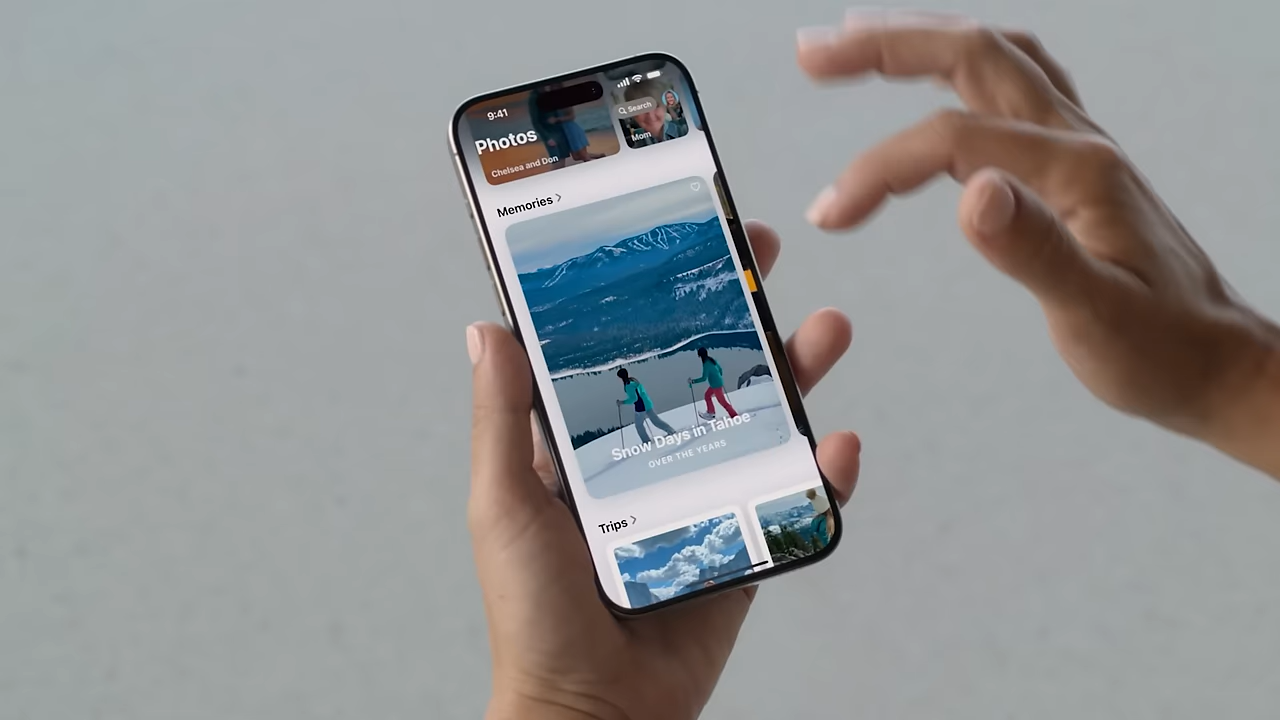 9:41
Photos
Search
Chelsea and Don
Mom
Memories
Snow Days in Tahoe
OVER THE YEARS
Trips